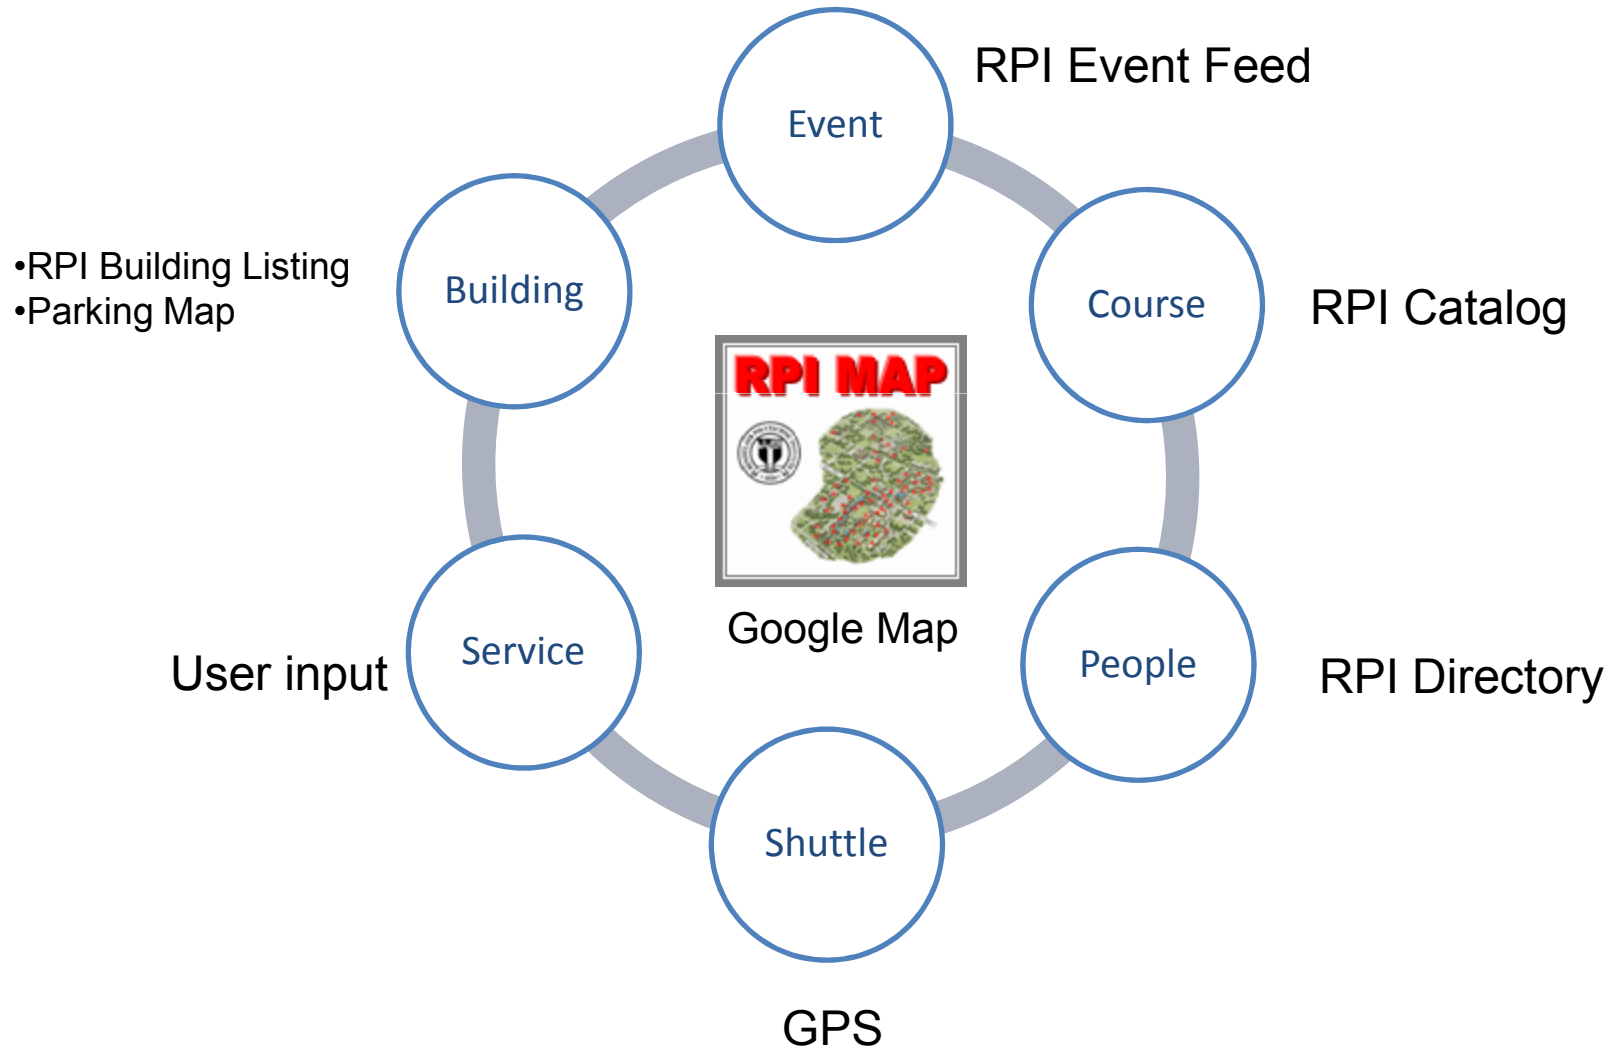 RPI Event Feed
Event
•RPI Building Listing
•Parking Map
Building
Course
RPI Catalog
RPI MAP
Google Map
User input
Service
People
RPI Directory
Shuttle
GPS